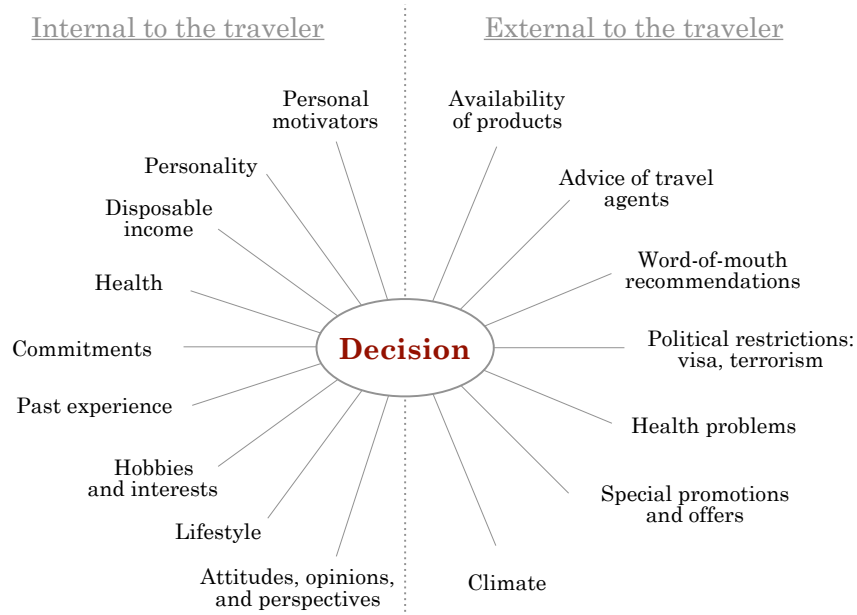 Internal to the traveler
External to the traveler
Personal
motivators
Personality
Disposable
income
Health
Commitments
Past experience
Hobbies
and interests
Lifestyle
Attitudes, opinions,
and perspectives
Decision
Availability
of products
Advice of travel
agents
Word-of-mouth
recommendations
Political restrictions:
visa, terrorism
Health problems
Special promotions
and offers
Climate